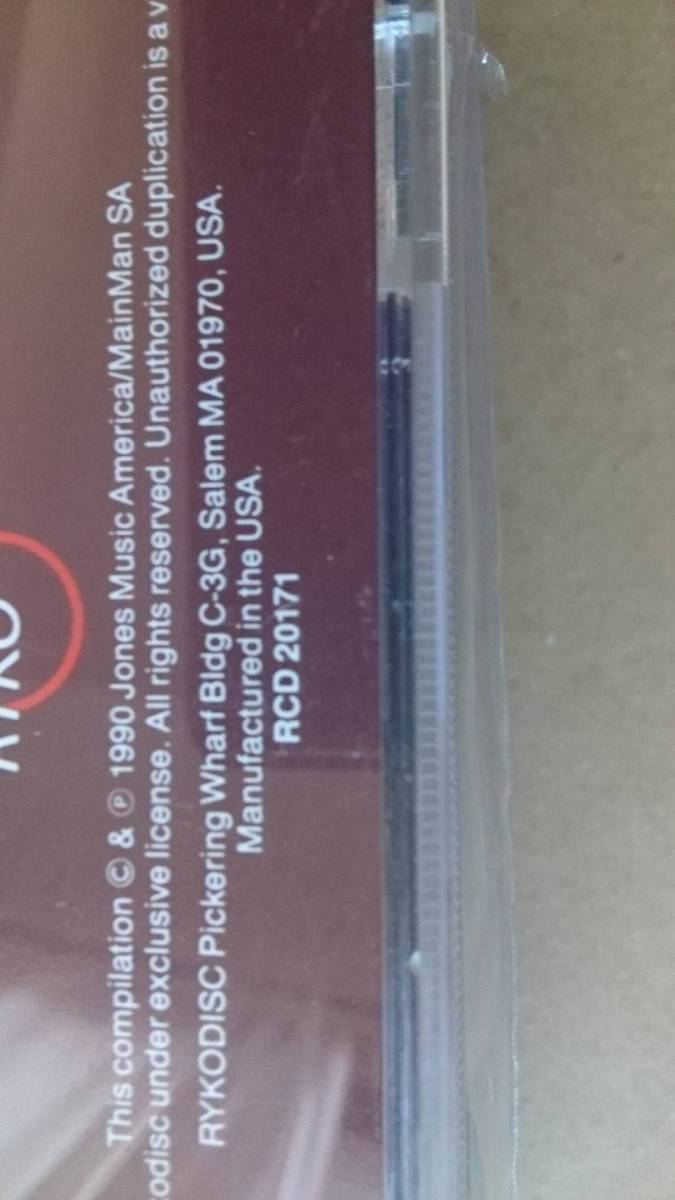 RYKO
This compilation © & ℗ 1990 Jones Music America/MainMan SA
odisc under exclusive license. All rights reserved. Unauthorized duplication is a v
RYKODISC Pickering Wharf Bldg C-3G, Salem MA 01970, USA.
Manufactured in the USA.
RCD 20171